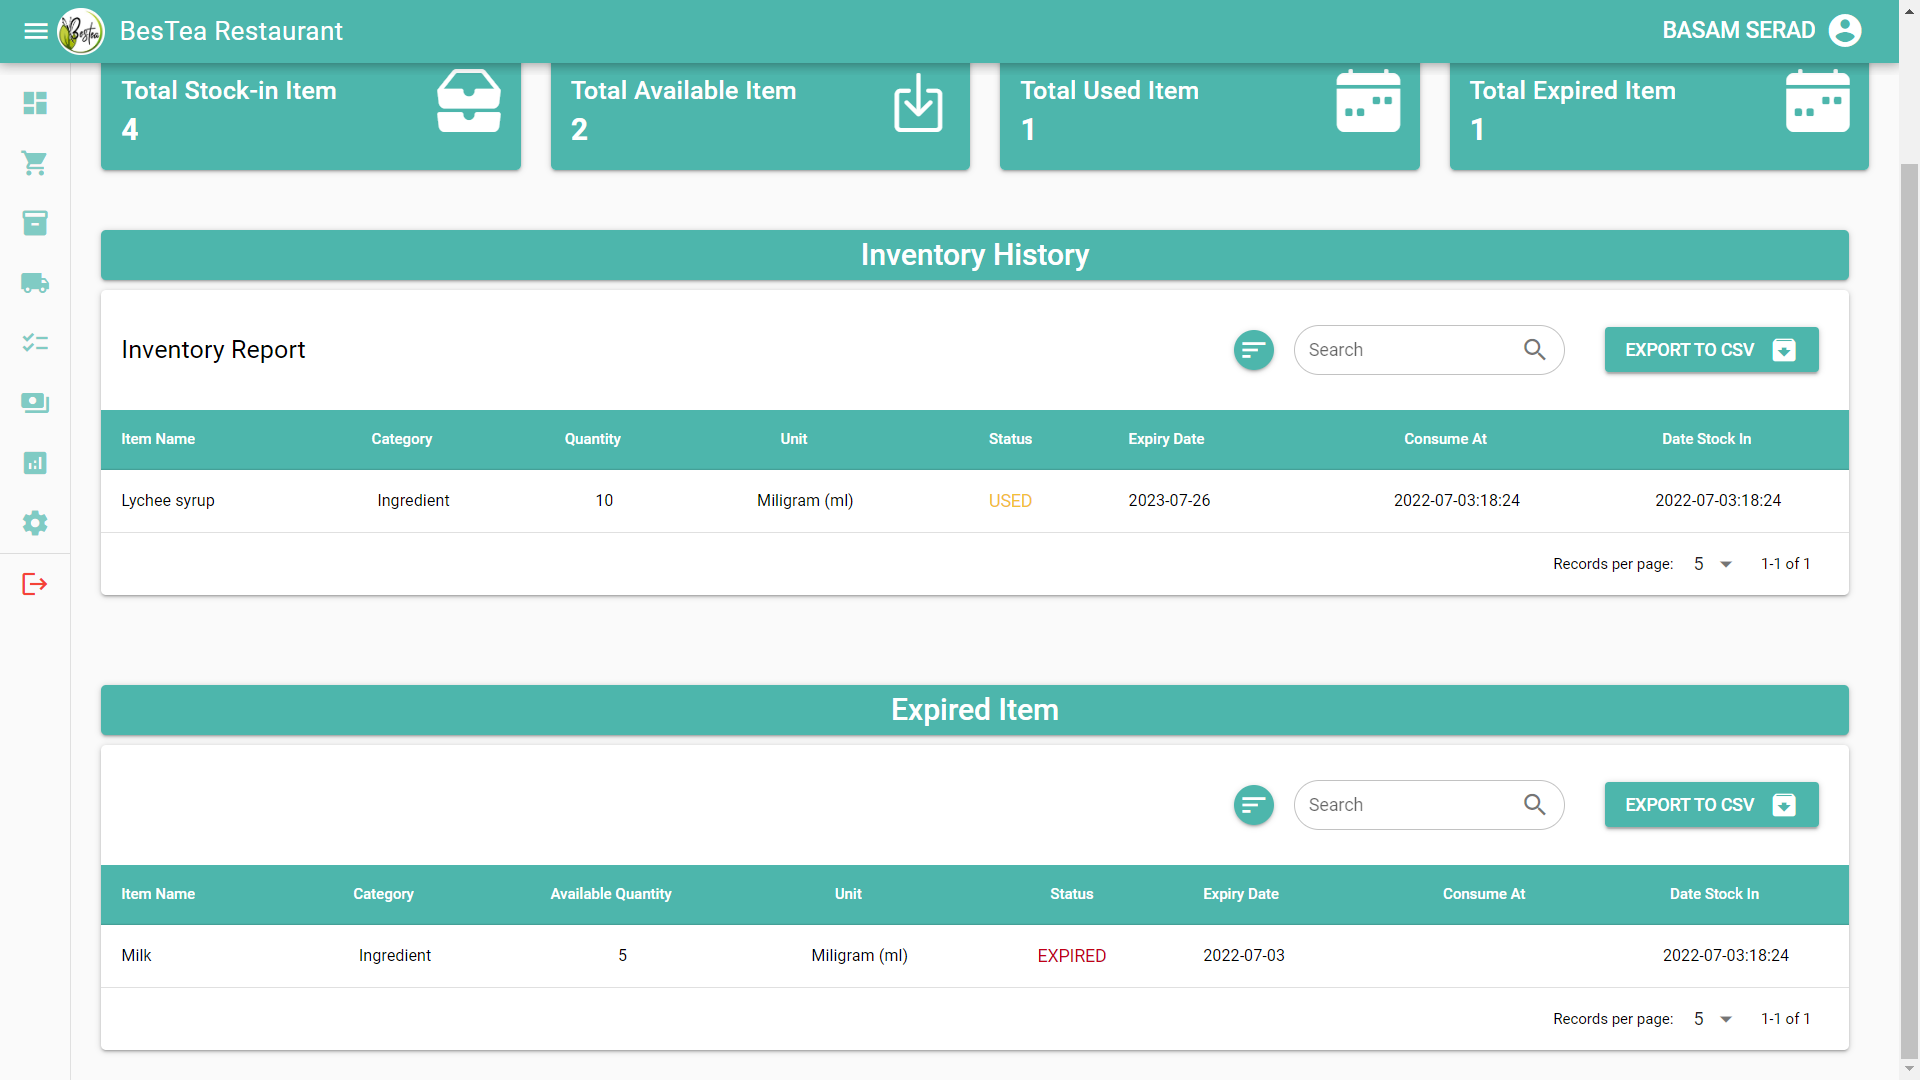 Bestea
BesTea Restaurant
BASAM SERAD
Total Stock-in Item
4
Total Available Item
2
Total Used Item
1
Total Expired Item
1
Inventory History
Inventory Report
Search
EXPORT TO CSV
Item Name Category Quantity Unit Status Expiry Date Consume At Date Stock In
Lychee syrup Ingredient 10 Miligram (ml) USED 2023-07-26 2022-07-03:18:24 2022-07-03:18:24
Records per page: 5 1-1 of 1
Expired Item
Search
EXPORT TO CSV
Item Name Category Available Quantity Unit Status Expiry Date Consume At Date Stock In
Milk Ingredient 5 Miligram (ml) EXPIRED 2022-07-03 2022-07-03:18:24
Records per page: 5 1-1 of 1